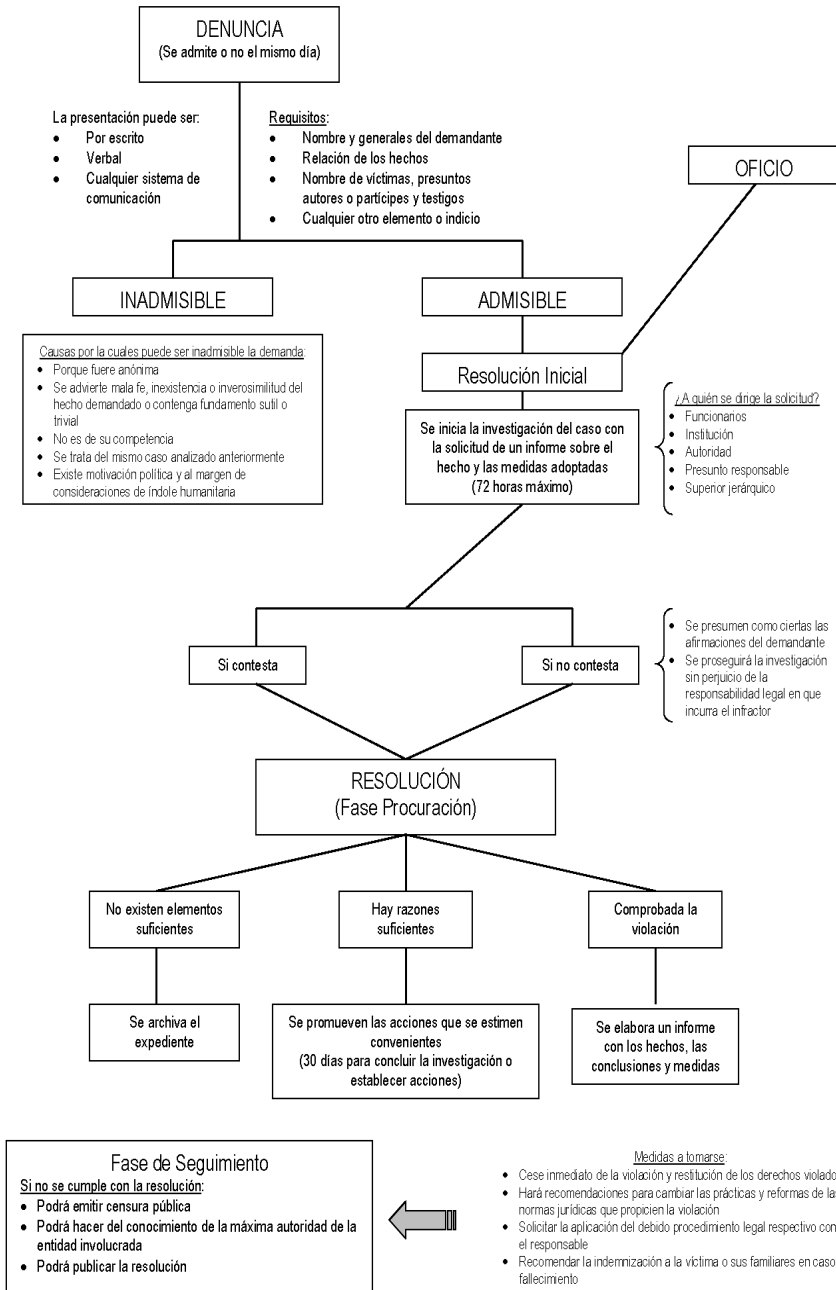 DENUNCIA
(Se admite o no el mismo día)
La presentación puede ser:
• Por escrito
• Verbal
• Cualquier sistema de
comunicación
Requisitos:
• Nombre y generales del demandante
• Relación de los hechos
• Nombre de víctimas, presuntos
autores o partícipes y testigos
• Cualquier otro elemento o indicio
OFICIO
INADMISIBLE
ADMISIBLE
Causas por la cuales puede ser inadmisible la demanda:
• Porque fuere anónima
• Se advierte mala fe, inexistencia o inverosimilitud del
hecho demandado o contenga fundamento sutil o
trivial
• No es de su competencia
• Se trata del mismo caso analizado anteriormente
• Existe motivación política y al margen de
consideraciones de índole humanitaria
Resolución Inicial
Se inicia la investigación del caso con
la solicitud de un informe sobre el
hecho y las medidas adoptadas
(72 horas máximo)
¿A quién se dirige la solicitud?
• Funcionarios
• Institución
• Autoridad
• Presunto responsable
• Superior jerárquico
Si contesta
Si no contesta
• Se presumen como ciertas las
afirmaciones del demandante
• Se proseguirá la investigación
sin perjuicio de la
responsabilidad legal en que
incurra el infractor
RESOLUCIÓN
(Fase Procuración)
No existen elementos
suficientes
Hay razones
suficientes
Comprobada la
violación
Se archiva el
expediente
Se promueven las acciones que se estimen
convenientes
(30 días para concluir la investigación o
establecer acciones)
Se elabora un informe
con los hechos, las
conclusiones y medidas
Fase de Seguimiento
Si no se cumple con la resolución:
• Podrá emitir censura pública
• Podrá hacer del conocimiento de la máxima autoridad de la
entidad involucrada
• Podrá publicar la resolución
Medidas a tomarse:
• Cese inmediato de la violación y restitución de los derechos violado
• Hará recomendaciones para cambiar las prácticas y reformas de las
normas jurídicas que propicien la violación
• Solicitar la aplicación del debido procedimiento legal respectivo con
el responsable
• Recomendar la indemnización a la víctima o sus familiares en caso
fallecimiento